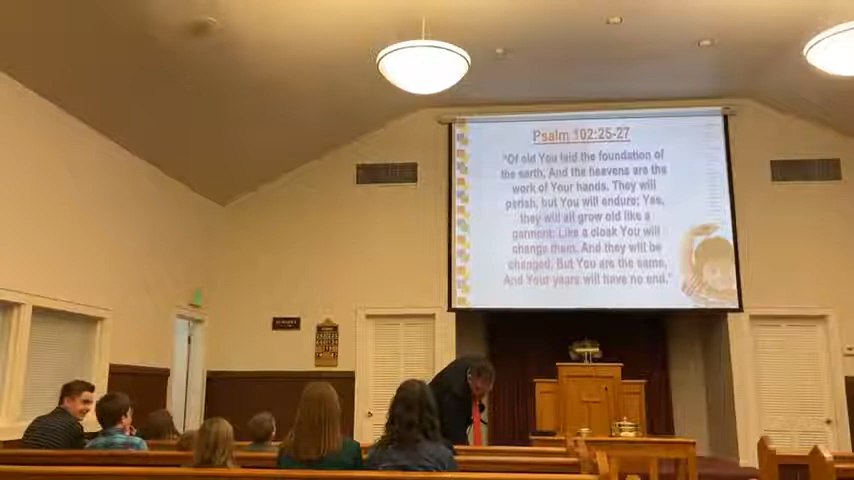 Psalm 102:25-27
"Of old You laid the foundation of
the earth, And the heavens are the
work of Your hands. They will
perish, but You will endure; Yes,
they will all grow old like a
garment; Like a cloak You will
change them, And they will be
changed. But You are the same,
And Your years will have no end."